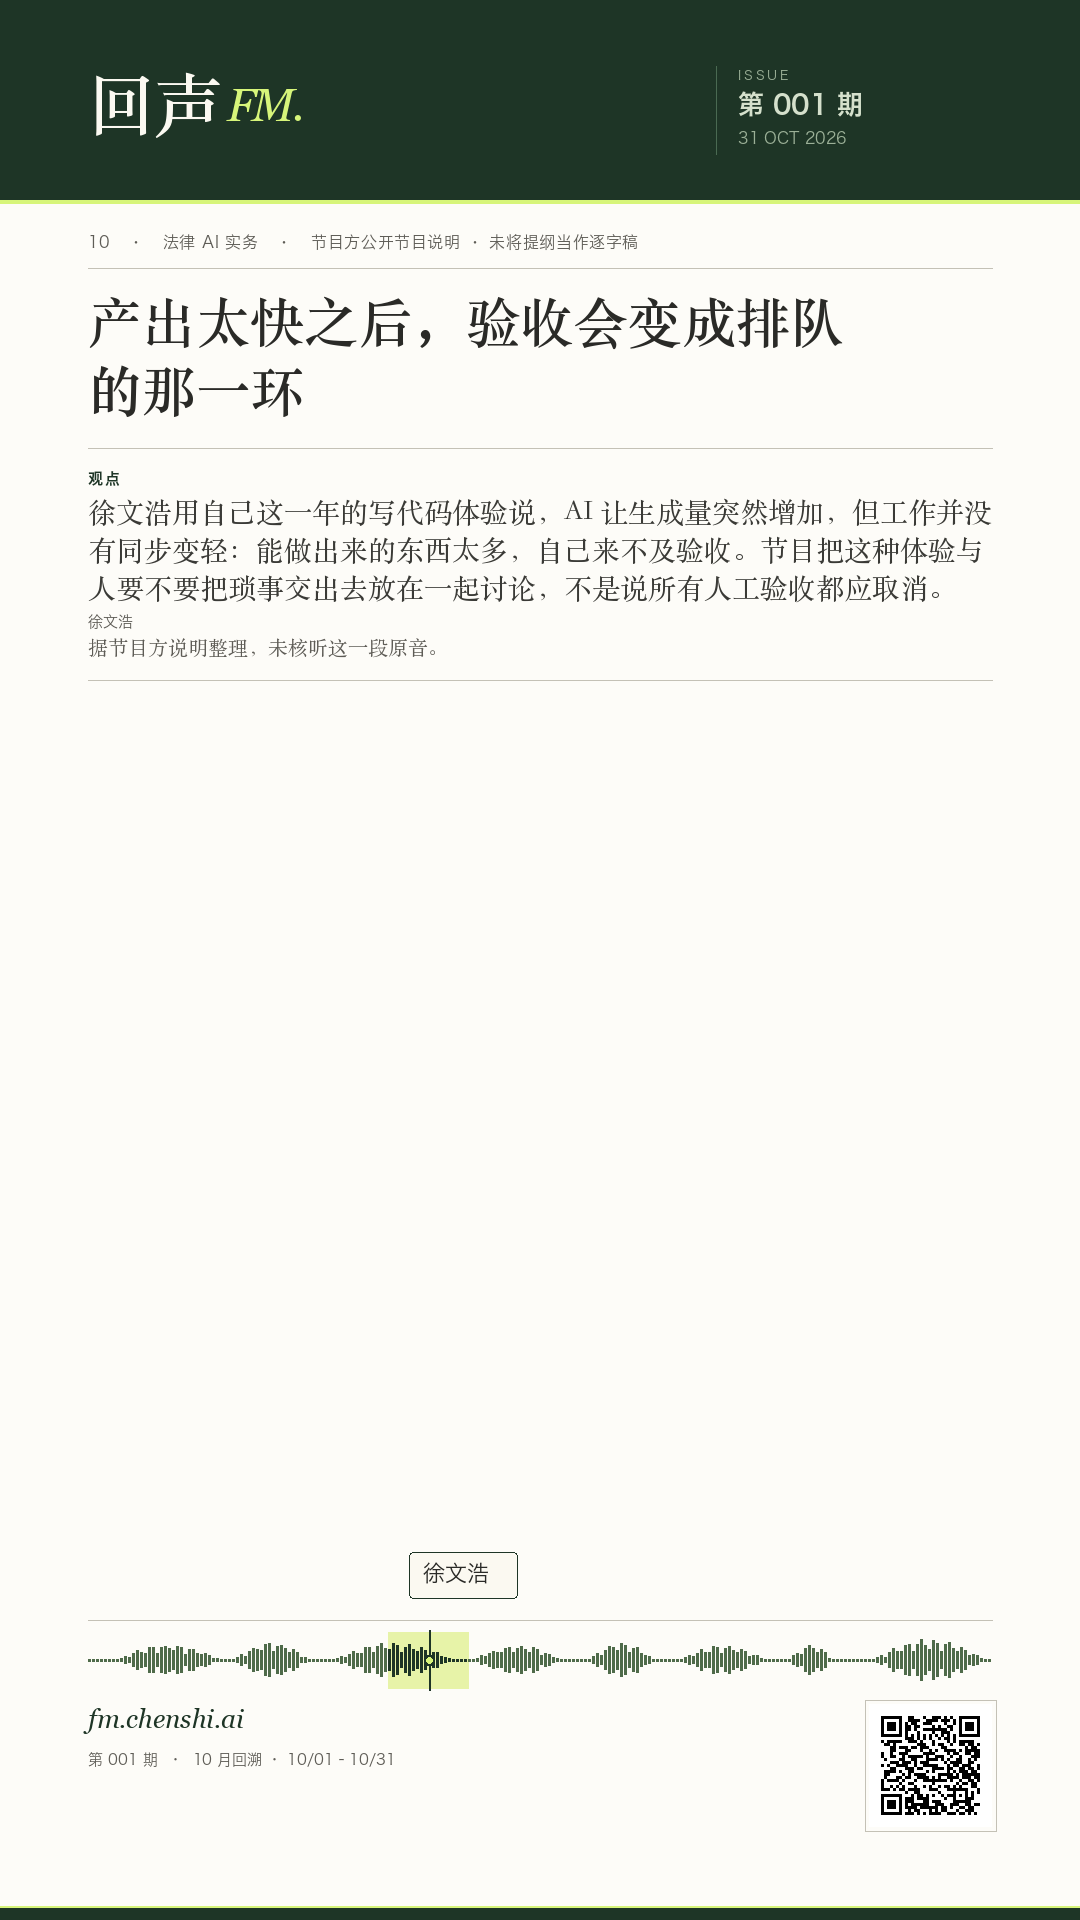 回声 FM.
ISSUE
第 001 期
31 OCT 2026
10 · 法律 AI 实务 · 节目方公开节目说明 · 未将提纲当作逐字稿
产出太快之后，验收会变成排队
的那一环
观点
徐文浩用自己这一年的写代码体验说，AI 让生成量突然增加，但工作并没
有同步变轻：能做出来的东西太多，自己来不及验收。节目把这种体验与
人要不要把琐事交出去放在一起讨论，不是说所有人工验收都应取消。
徐文浩
据节目方说明整理，未核听这一段原音。
徐文浩
fm.chenshi.ai
第 001 期 · 10 月回溯 · 10/01 - 10/31